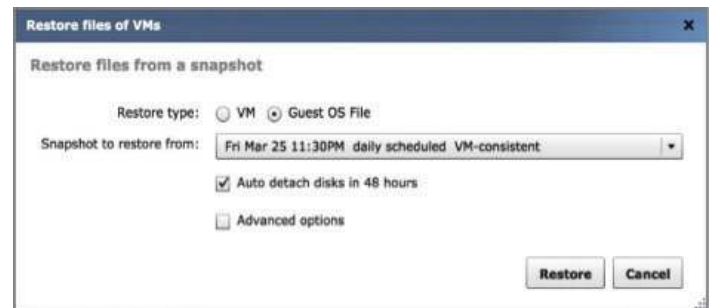 Restore files of VMs x
Restore files from a snapshot
Restore type: VM Guest OS File
Snapshot to restore from: Fri Mar 25 11:30PM daily scheduled VM-consistent
Auto detach disks in 48 hours
Advanced options
Restore Cancel